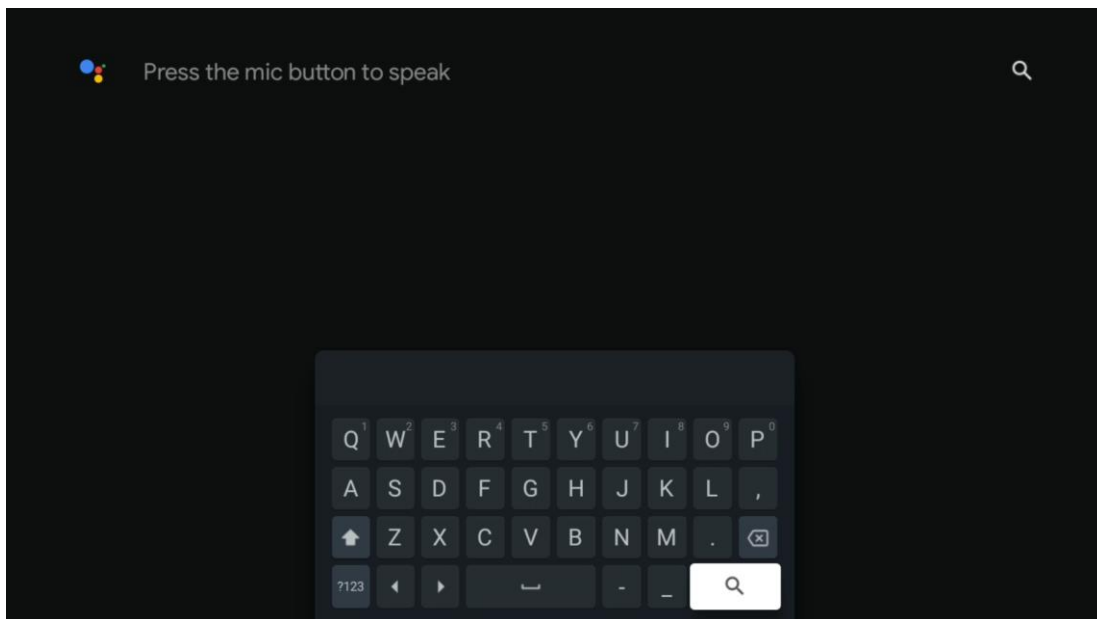 Press the mic button to speak
Q1 W2 E3 R4 T5 Y6 U7 I8 O9 P0
A S D F G H J K L ,
Z X C V B N M .
?123 - _